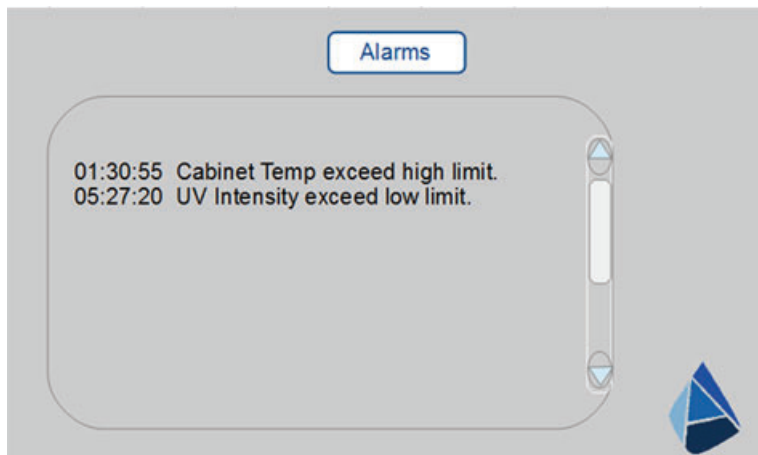 Alarms
01:30:55 Cabinet Temp exceed high limit.
05:27:20 UV Intensity exceed low limit.